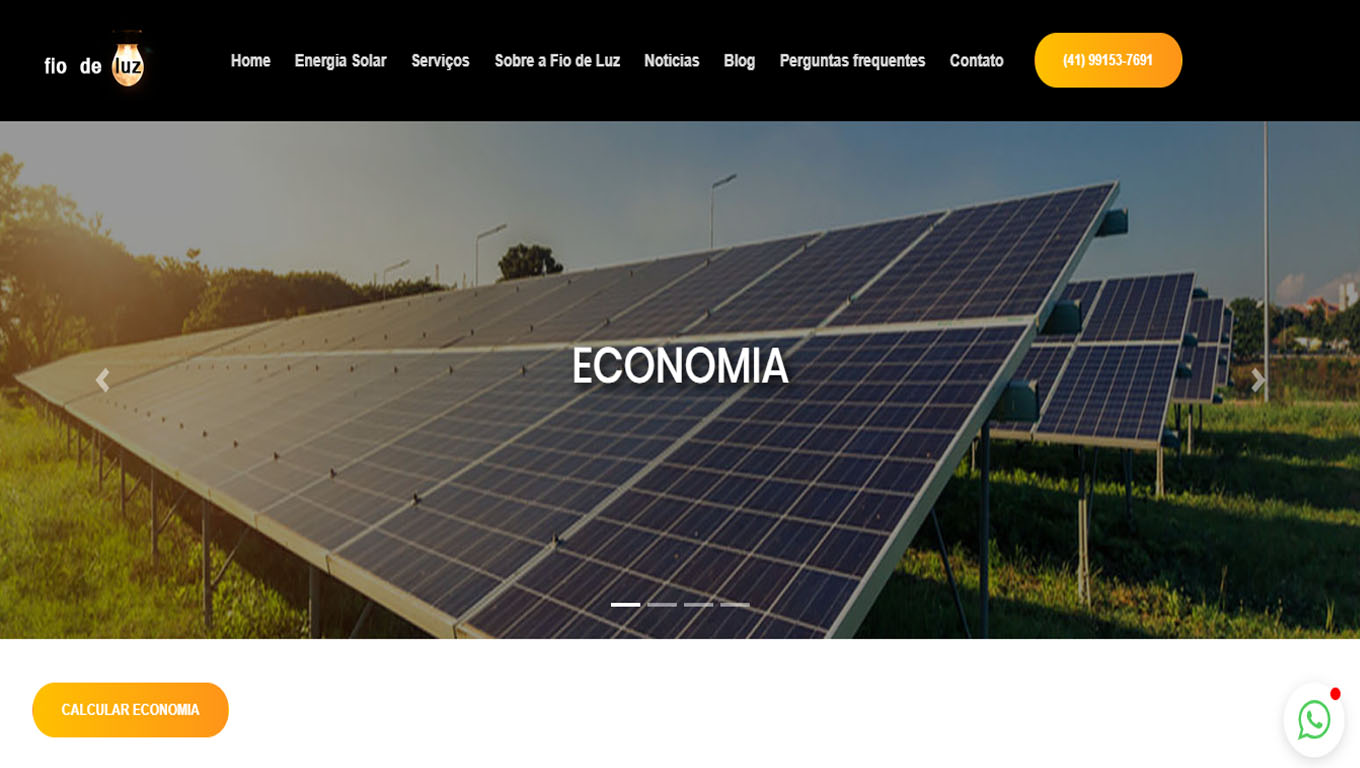 fio de luz
Home Energia Solar Serviços Sobre a Fio de Luz Notícias Blog Perguntas frequentes Contato (41) 99153-7691
ECONOMIA
CALCULAR ECONOMIA